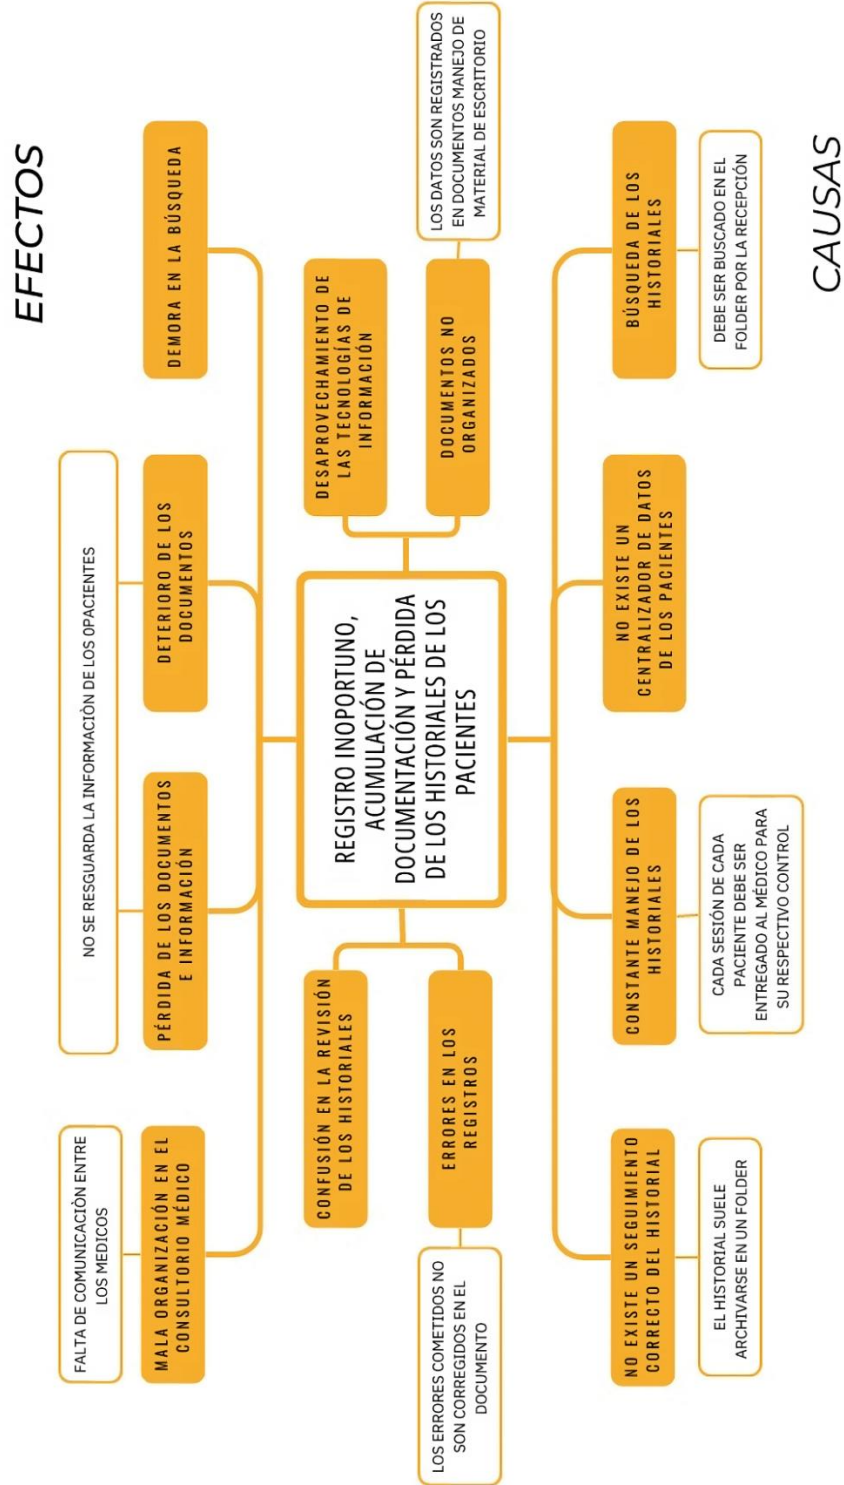 EFECTOS
FALTA DE COMUNICACIÒN ENTRE
LOS MEDICOS
NO SE RESGUARDA LA INFORMACIÒN DE LOS 0PACIENTES
MALA ORGANIZACIÓN EN EL
CONSULTORIO MÉDICO
PÉRDIDA DE LOS DOCUMENTOS
E INFORMACIÓN
DETERIORO DE LOS
DOCUMENTOS
DEMORA EN LA BÚSQUEDA
CONFUSIÓN EN LA REVISIÓN
DE LOS HISTORIALES
REGISTRO INOPORTUNO,
ACUMULACIÓN DE
DOCUMENTACIÓN Y PÉRDIDA
DE LOS HISTORIALES DE LOS
PACIENTES
DESAPROVECHAMIENTO DE
LAS TECNOLOGÍAS DE
INFORMACIÓN
ERRORES EN LOS
REGISTROS
DOCUMENTOS NO
ORGANIZADOS
LOS ERRORES COMETIDOS NO
SON CORREGIDOS EN EL
DOCUMENTO
LOS DATOS SON REGISTRADOS
EN DOCUMENTOS MANEJO DE
MATERIAL DE ESCRITORIO
NO EXISTE UN SEGUIMIENTO
CORRECTO DEL HISTORIAL
CONSTANTE MANEJO DE LOS
HISTORIALES
NO EXISTE UN
CENTRALIZADOR DE DATOS
DE LOS PACIENTES
BÚSQUEDA DE LOS
HISTORIALES
EL HISTORIAL SUELE
ARCHIVARSE EN UN FOLDER
CADA SESIÓN DE CADA
PACIENTE DEBE SER
ENTREGADO AL MÉDICO PARA
SU RESPECTIVO CONTROL
DEBE SER BUSCADO EN EL
FOLDER POR LA RECEPCIÓN
CAUSAS